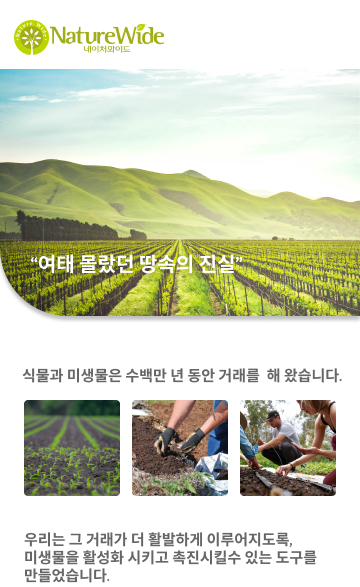 NatureWide
네이처와이드
“여태 몰랐던 땅속의 진실”
식물과 미생물은 수백만 년 동안 거래를  해 왔습니다.
우리는 그 거래가 더 활발하게 이루어지도록,
미생물을 활성화 시키고 촉진시킬수 있는 도구를
만들었습니다.